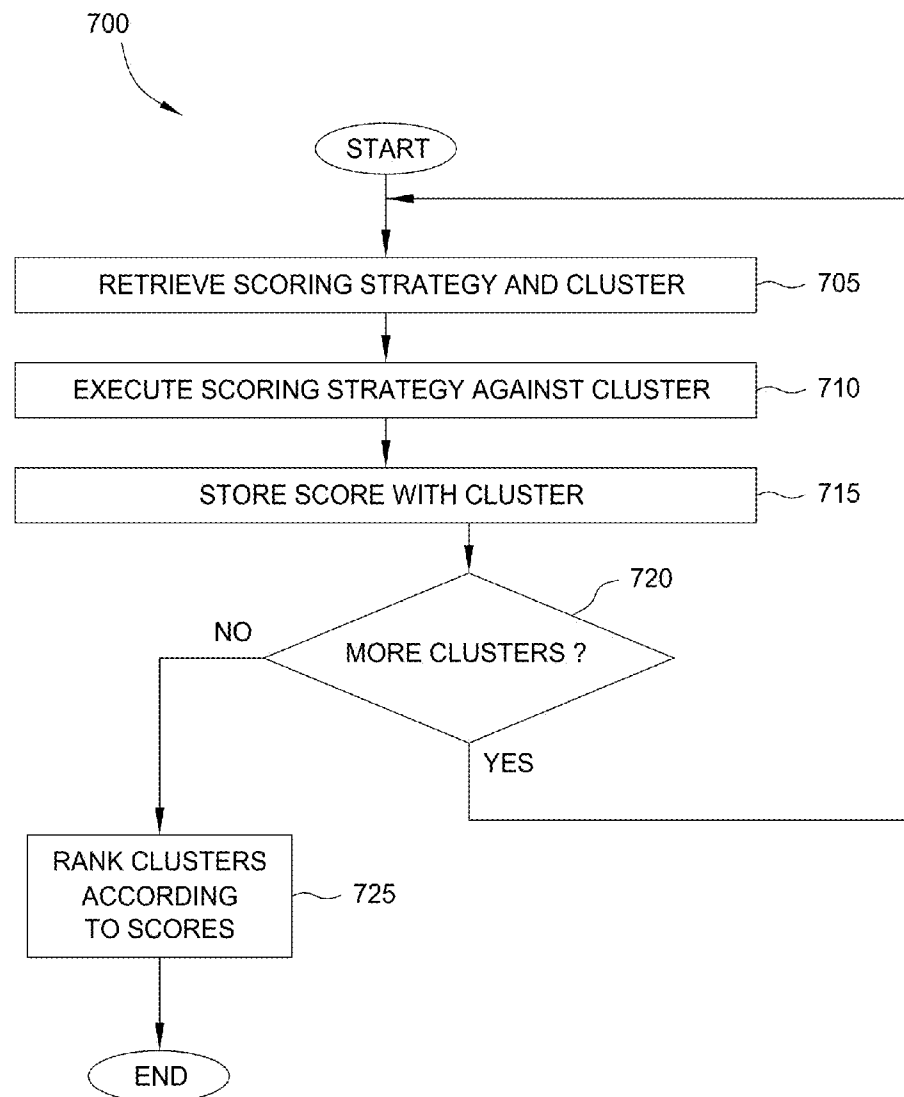 700
START
RETRIEVE SCORING STRATEGY AND CLUSTER
705
EXECUTE SCORING STRATEGY AGAINST CLUSTER
710
STORE SCORE WITH CLUSTER
715
720
NO
MORE CLUSTERS ?
YES
RANK CLUSTERS
ACCORDING
TO SCORES
725
END